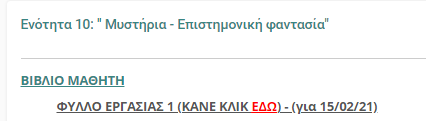 Ενότητα 10: " Μυστήρια - Επιστημονική φαντασία"
ΒΙΒΛΙΟ ΜΑΘΗΤΗ
ΦΥΛΛΟ ΕΡΓΑΣΙΑΣ 1 (ΚΑΝΕ ΚΛΙΚ ΕΔΩ) - (για 15/02/21)